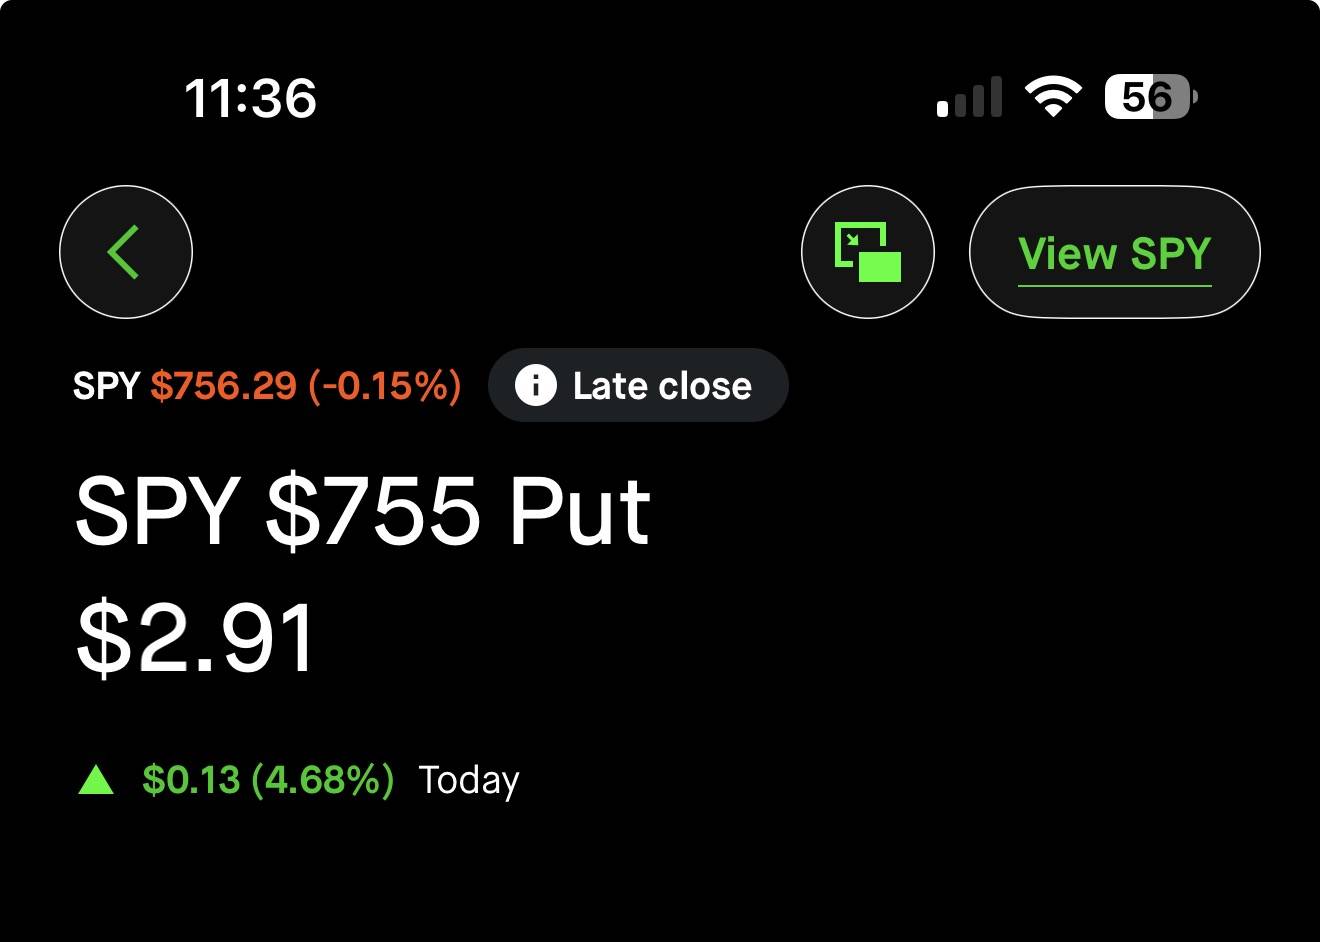 11:36 56
View SPY
SPY $756.29 (-0.15%) Late close
SPY $755 Put
$2.91
$0.13 (4.68%) Today